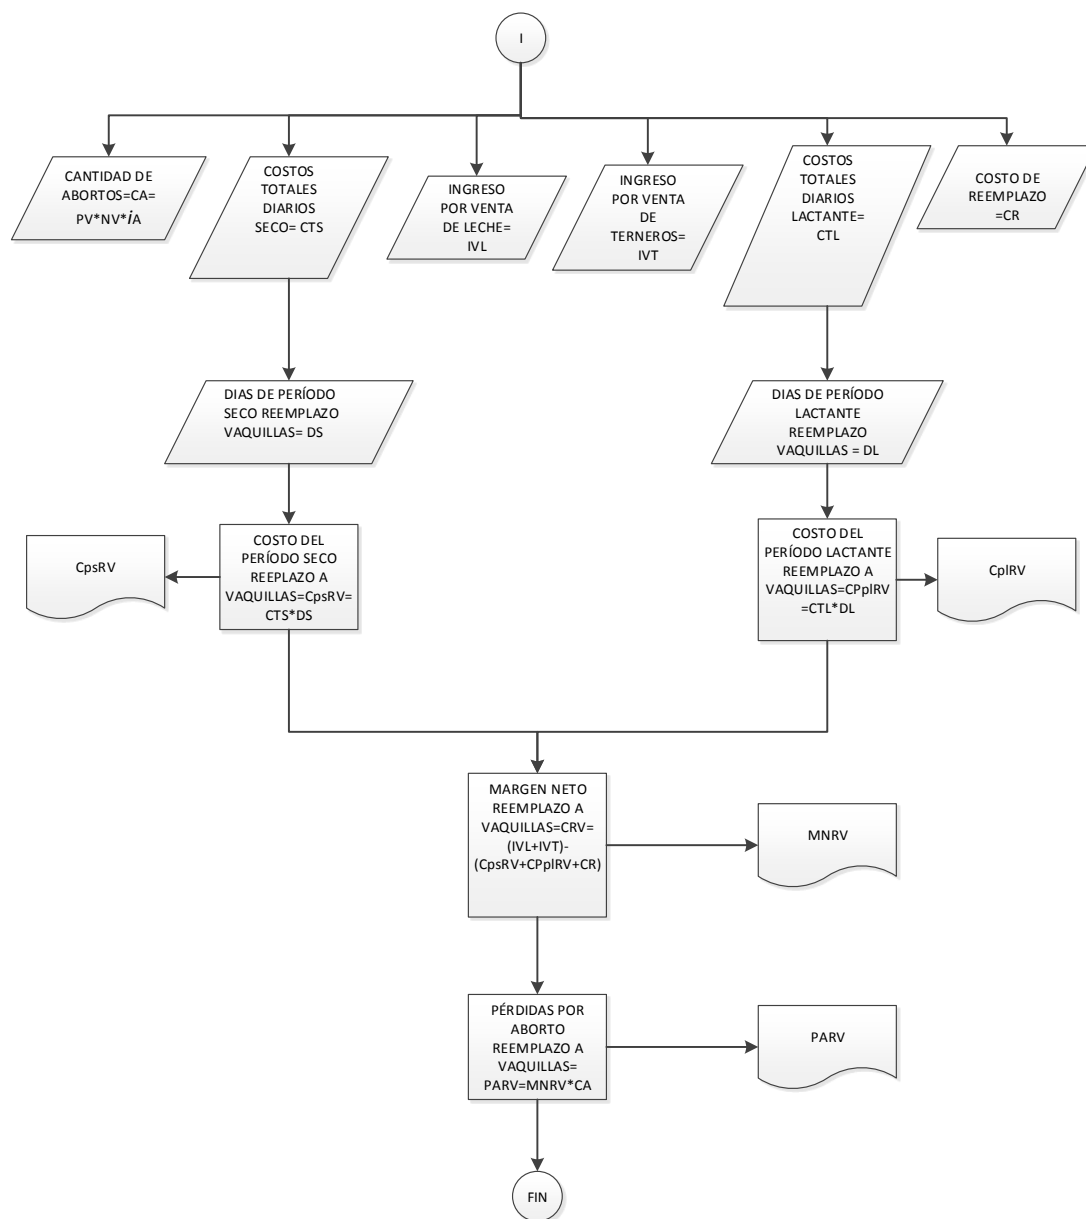 I
CANTIDAD DE
ABORTOS=CA=
PV*NV*iA
COSTOS
TOTALES
DIARIOS
SECO= CTS
INGRESO
POR VENTA
DE LECHE=
IVL
INGRESO
POR VENTA
DE
TERNEROS=
IVT
COSTOS
TOTALES
DIARIOS
LACTANTE=
CTL
COSTO DE
REEMPLAZO
=CR
DIAS DE PERÍODO
SECO REEMPLAZO
VAQUILLAS= DS
DIAS DE PERÍODO
LACTANTE
REEMPLAZO
VAQUILLAS = DL
CpsRV
COSTO DEL
PERÍODO SECO
REEPLAZO A
VAQUILLAS=CpsRV=
CTS*DS
COSTO DEL
PERÍODO LACTANTE
REEMPLAZO A
VAQUILLAS=CPplRV
=CTL*DL
CplRV
MARGEN NETO
REEMPLAZO A
VAQUILLAS=CRV=
(IVL+IVT)-
(CpsRV+CPplRV+CR)
MNRV
PÉRDIDAS POR
ABORTO
REEMPLAZO A
VAQUILLAS=
PARV=MNRV*CA
PARV
FIN